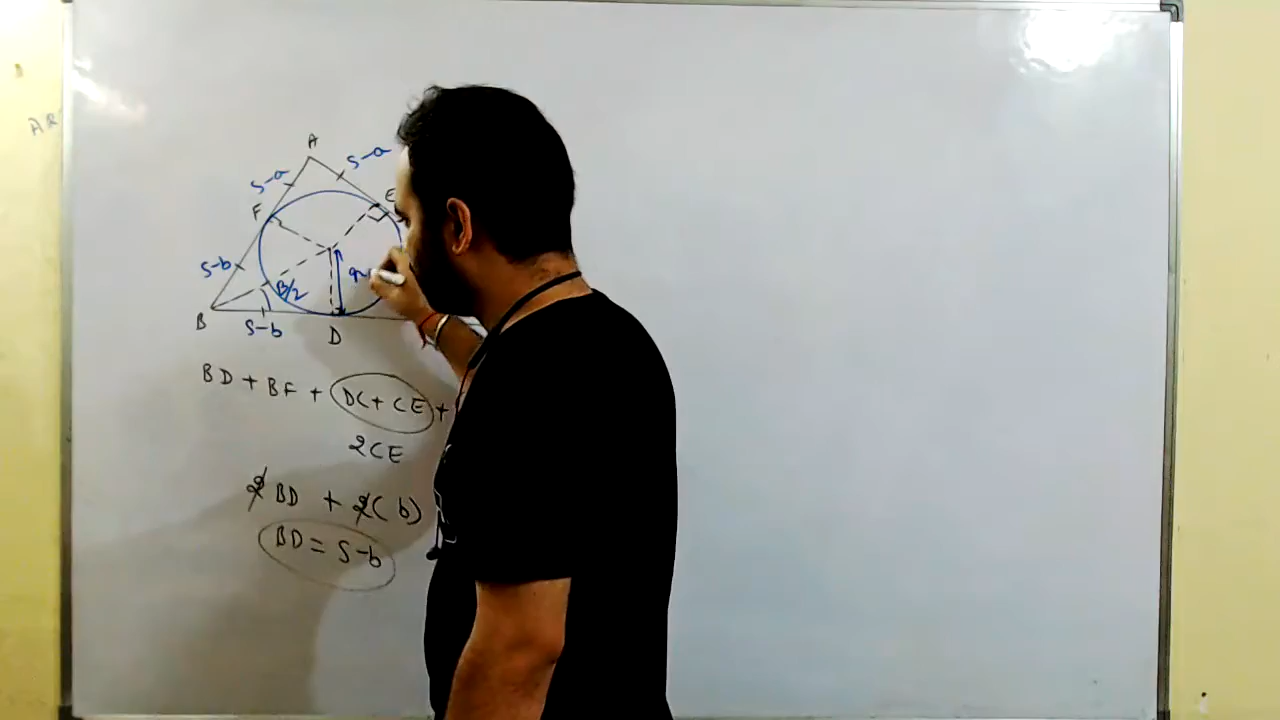 A
S-a
S-a
F
E
S-b
B/2
B
S-b
D
BD + BF + DC + CE +
2CE
2BD + 2( b)
BD = S-b